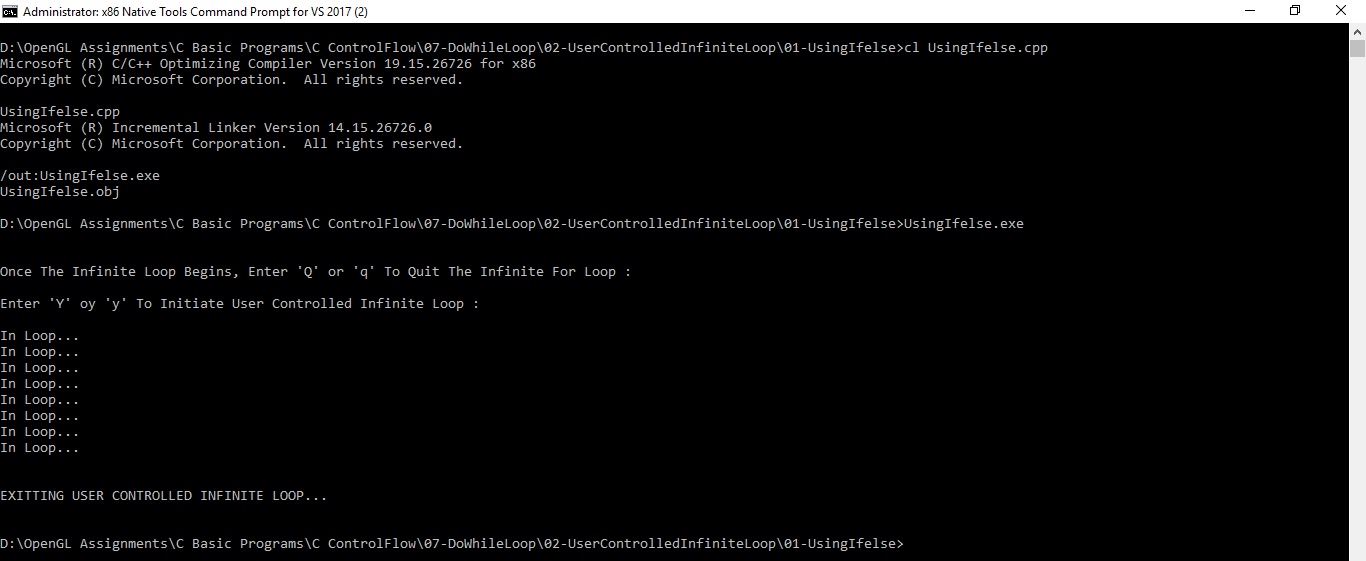 Administrator: x86 Native Tools Command Prompt for VS 2017 (2)
D:\OpenGL Assignments\C Basic Programs\C ControlFlow\07-DoWhileLoop\02-UserControlledInfiniteLoop\01-UsingIfelse>cl UsingIfelse.cpp
Microsoft (R) C/C++ Optimizing Compiler Version 19.15.26726 for x86
Copyright (C) Microsoft Corporation.  All rights reserved.
UsingIfelse.cpp
Microsoft (R) Incremental Linker Version 14.15.26726.0
Copyright (C) Microsoft Corporation.  All rights reserved.
/out:UsingIfelse.exe
UsingIfelse.obj
D:\OpenGL Assignments\C Basic Programs\C ControlFlow\07-DoWhileLoop\02-UserControlledInfiniteLoop\01-UsingIfelse>UsingIfelse.exe
Once The Infinite Loop Begins, Enter 'Q' or 'q' To Quit The Infinite For Loop :
Enter 'Y' oy 'y' To Initiate User Controlled Infinite Loop :
In Loop...
In Loop...
In Loop...
In Loop...
In Loop...
In Loop...
In Loop...
In Loop...
EXITTING USER CONTROLLED INFINITE LOOP...
D:\OpenGL Assignments\C Basic Programs\C ControlFlow\07-DoWhileLoop\02-UserControlledInfiniteLoop\01-UsingIfelse>